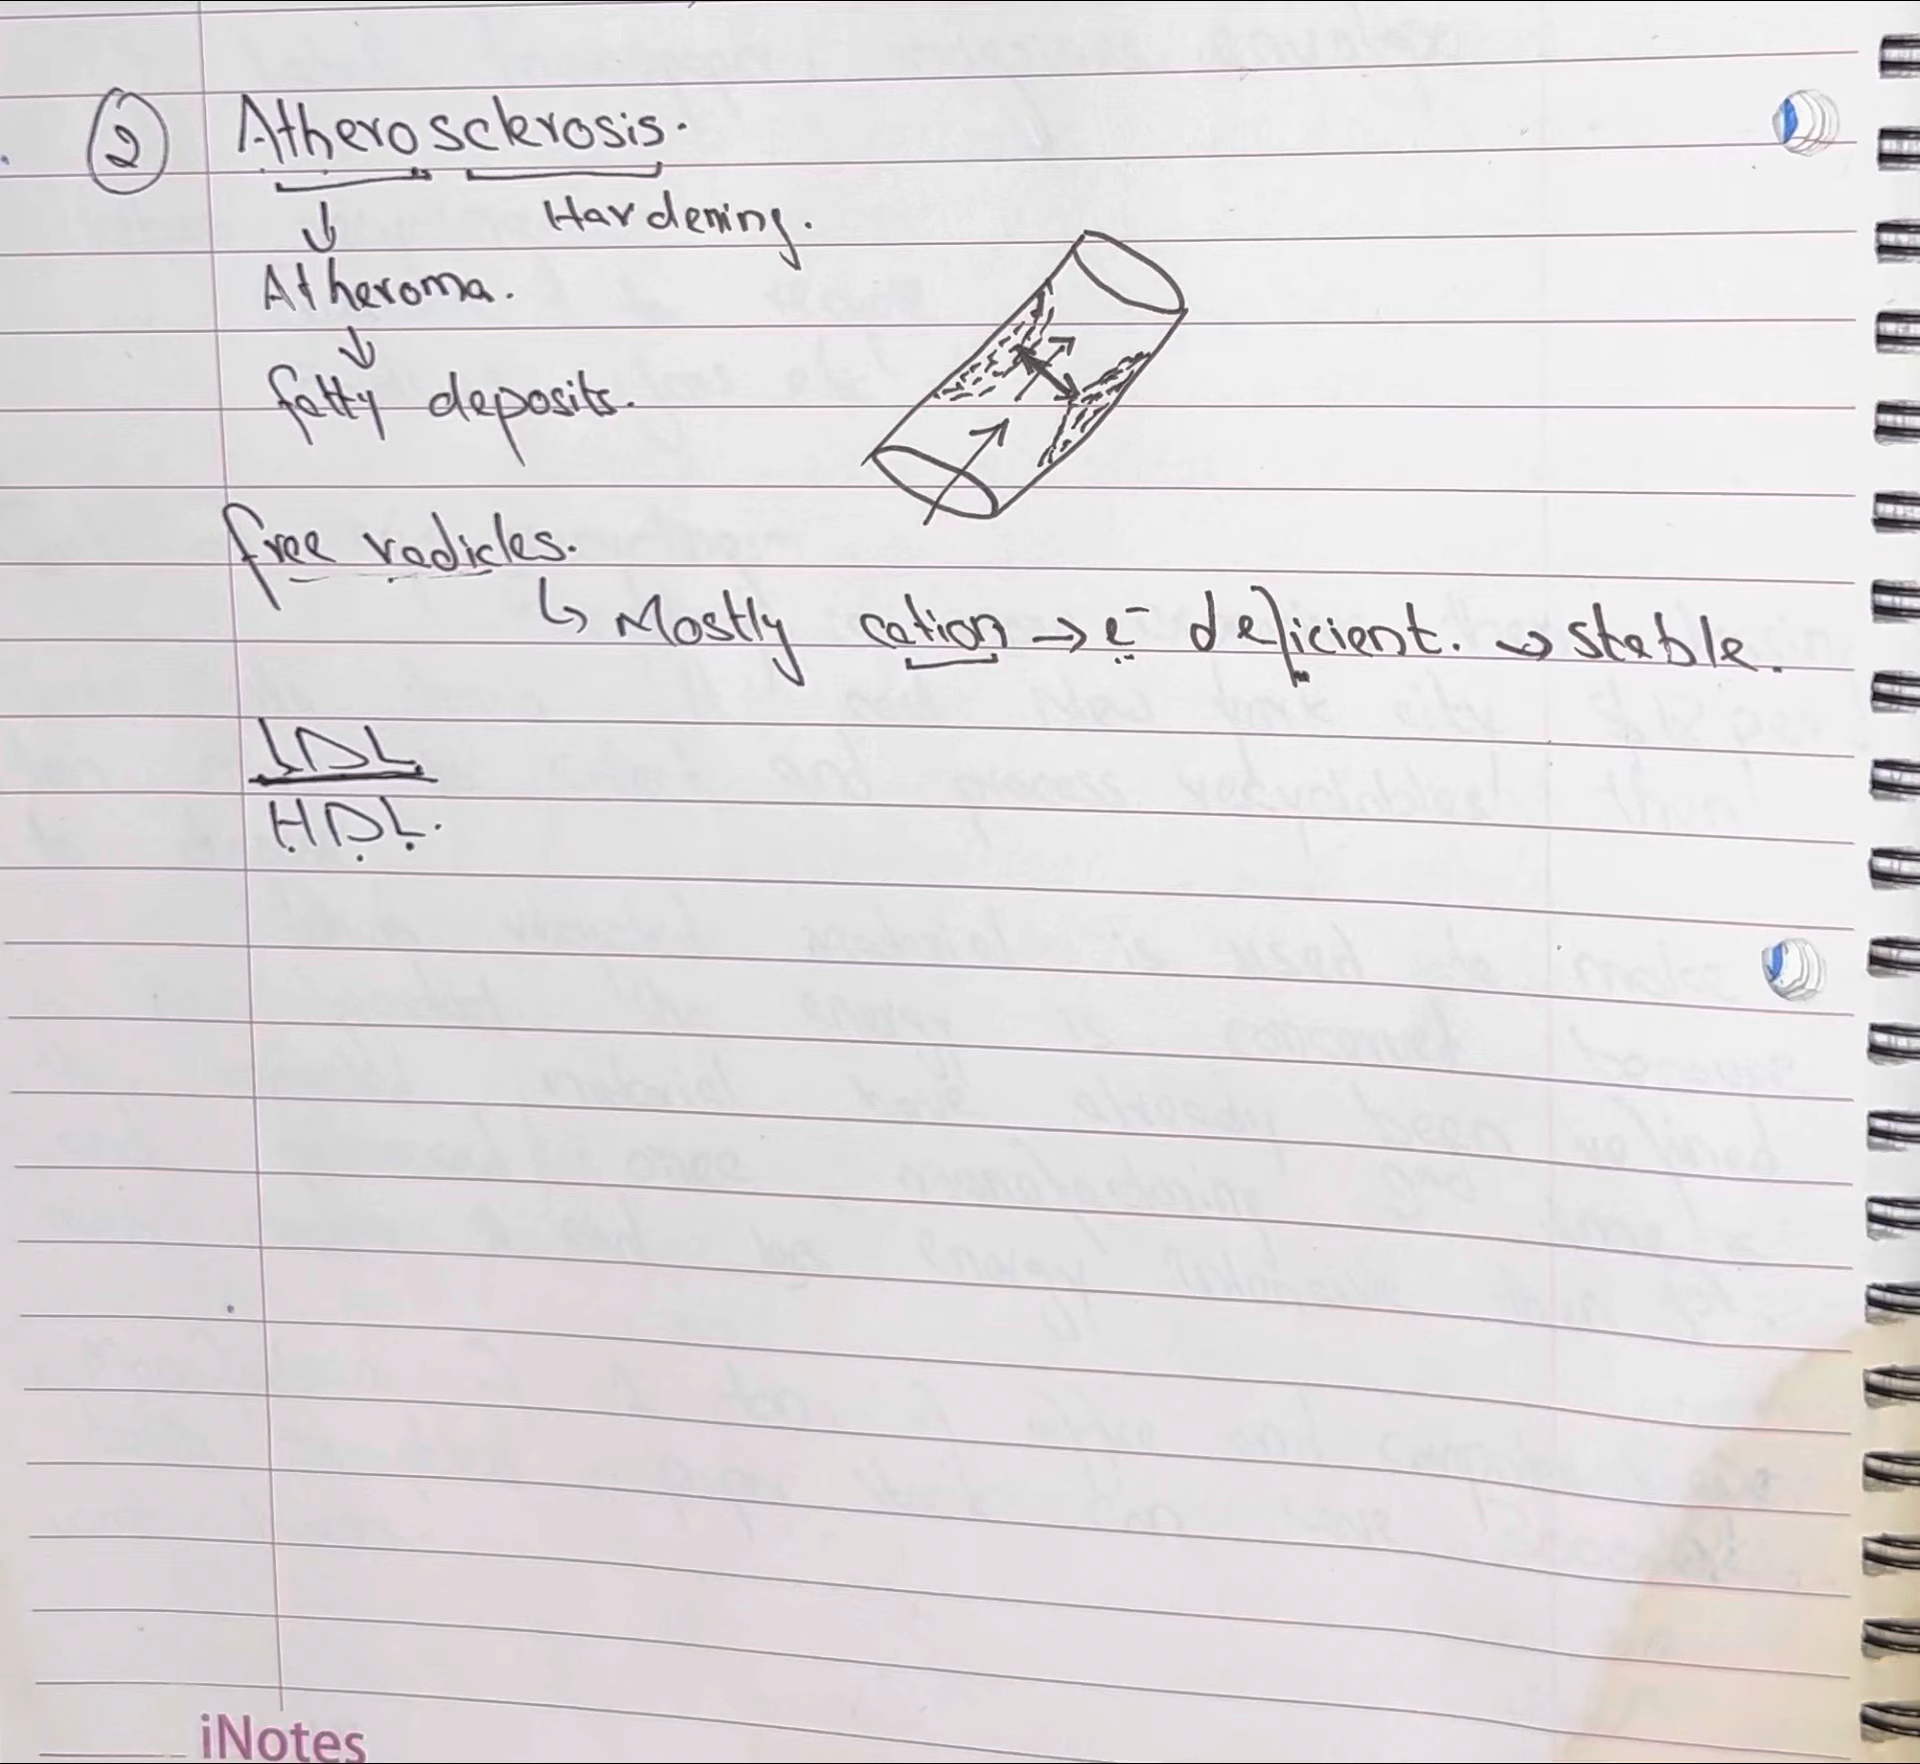 2 Atherosclerosis.
Hardening.
↓
Atheroma.
↓
fatty deposits.
free radicles.
↳ Mostly cation → e⁻ deficient. → stable.
LDL
HDL.
iNotes